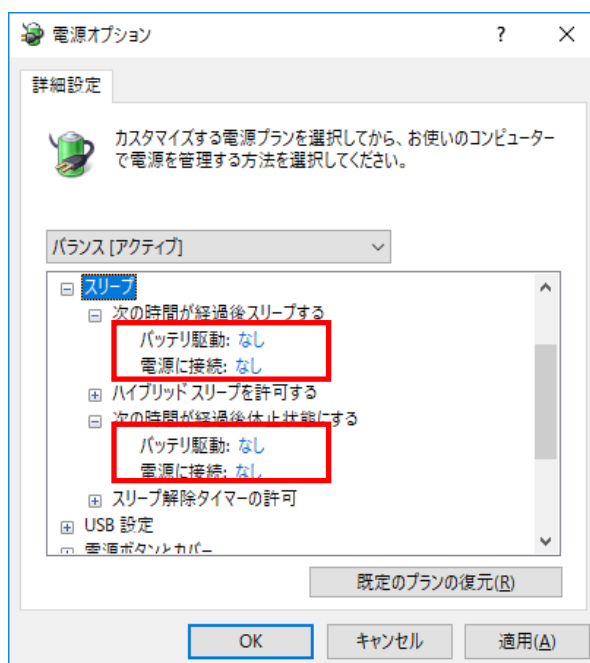 電源オプション ?
詳細設定
カスタマイズする電源プランを選択してから、お使いのコンピューター
で電源を管理する方法を選択してください。
バランス [アクティブ]
スリープ
次の時間が経過後スリープする
バッテリ駆動: なし
電源に接続: なし
ハイブリッド スリープを許可する
次の時間が経過後休止状態にする
バッテリ駆動: なし
電源に接続: なし
スリープ解除タイマーの許可
USB 設定
電源ボタンとカバー
既定のプランの復元(R)
OK キャンセル 適用(A)